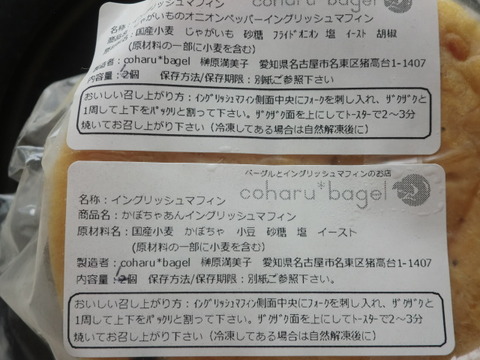 coharu*bagel
名称：イングリッシュマフィン
じゃがいものオニオンペッパーイングリッシュマフィン
国産小麦 じゃがいも 砂糖 ﾌﾗｲﾄﾞｵﾆｵﾝ 塩 イースト 胡椒
(原材料の一部に小麦を含む)
製造者：coharu*bagel 榊原満美子 愛知県名古屋市名東区猪高台1-1407
内容量：2個 保存方法/保存期限：別紙ご参照下さい
おいしい召し上がり方：ｲﾝｸﾞﾘｯｼｭﾏﾌｨﾝ側面中央にﾌｫｰｸを刺し入れ、ｻﾞｸｻﾞｸと
1周して上下をﾊﾟｯｸﾘと割って下さい。ｻﾞｸｻﾞｸ面を上にしてﾄｰｽﾀｰで2～3分
焼いてお召し上がり下さい（冷凍してある場合は自然解凍後に）
ベーグルとイングリッシュマフィンのお店
coharu*bagel
名称：イングリッシュマフィン
商品名：かぼちゃあんイングリッシュマフィン
原材料名：国産小麦 かぼちゃ 小豆 砂糖 塩 イースト
(原材料の一部に小麦を含む)
製造者：coharu*bagel 榊原満美子 愛知県名古屋市名東区猪高台1-1407
内容量：個 保存方法/保存期限：別紙ご参照下さい。
おいしい召し上がり方：ｲﾝｸﾞﾘｯｼｭﾏﾌｨﾝ側面中央にﾌｫｰｸを刺し入れ、ｻﾞｸｻﾞｸと
1周して上下をﾊﾟｯｸﾘと割って下さい。ｻﾞｸｻﾞｸ面を上にしてﾄｰｽﾀｰで2～3分
焼いてお召し上がり下さい（冷凍してある場合は自然解凍後に）